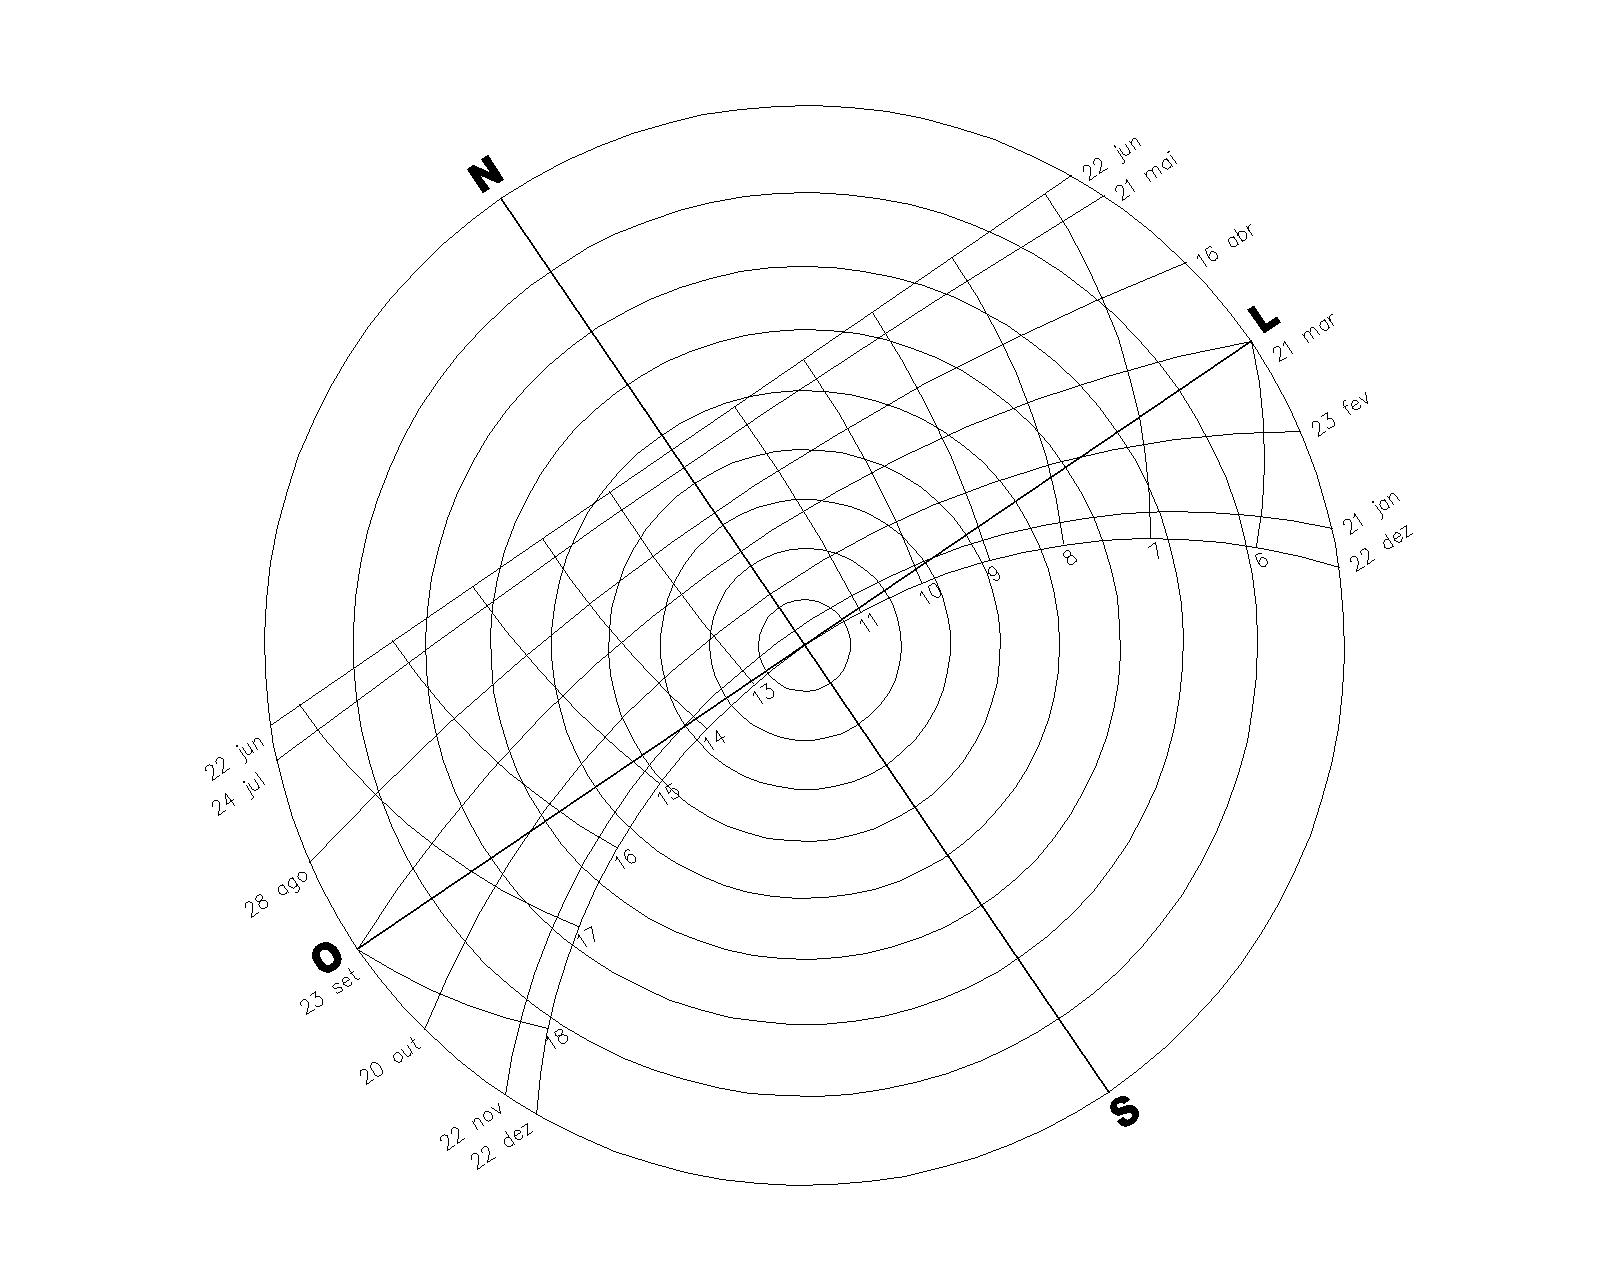 N
22 jun
21 mai
16 abr
L
21 mar
23 fev
21 jan
22 dez
6
7
8
9
10
11
13
14
15
16
17
18
22 jun
24 jul
28 ago
O
23 set
20 out
22 nov
22 dez
S